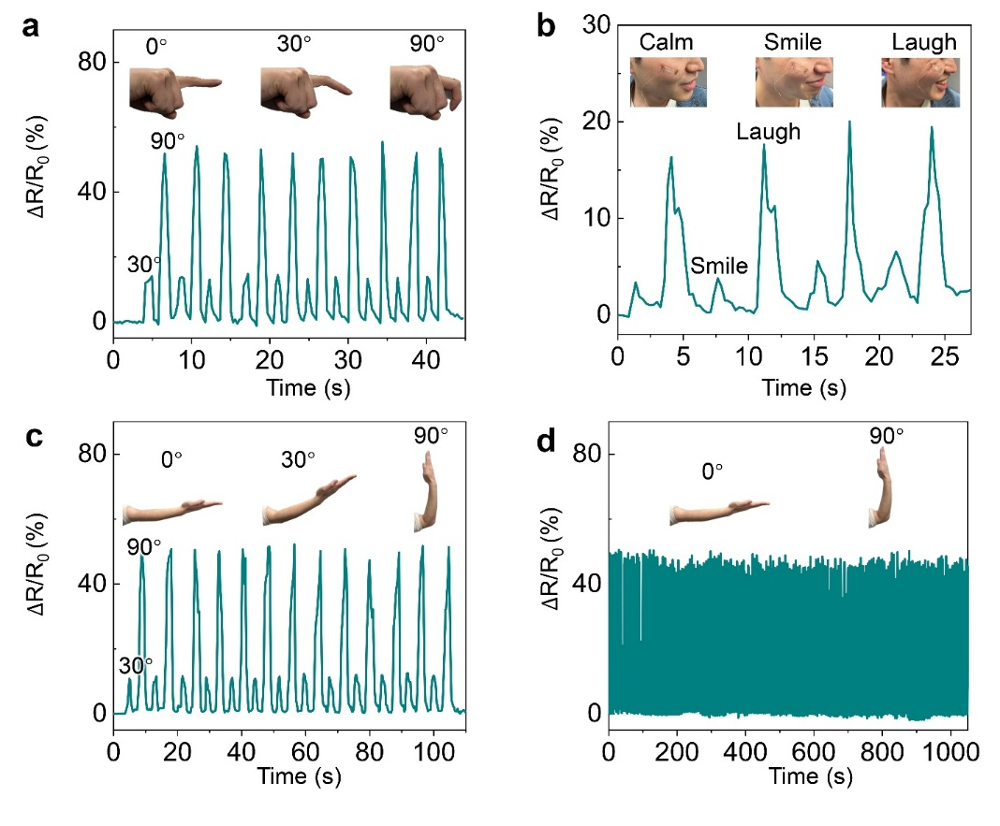 a
0° 30° 90°
80
40
0
90°
30°
ΔR/R0 (%)
0 10 20 30 40
Time (s)
b
30
20
10
0
Calm Smile Laugh
Laugh
Smile
ΔR/R0 (%)
0 5 10 15 20 25
Time (s)
c
0° 30° 90°
80
40
0
90°
30°
ΔR/R0 (%)
0 20 40 60 80 100
Time (s)
d
0° 90°
80
40
0
ΔR/R0 (%)
0 200 400 600 800 1000
Time (s)